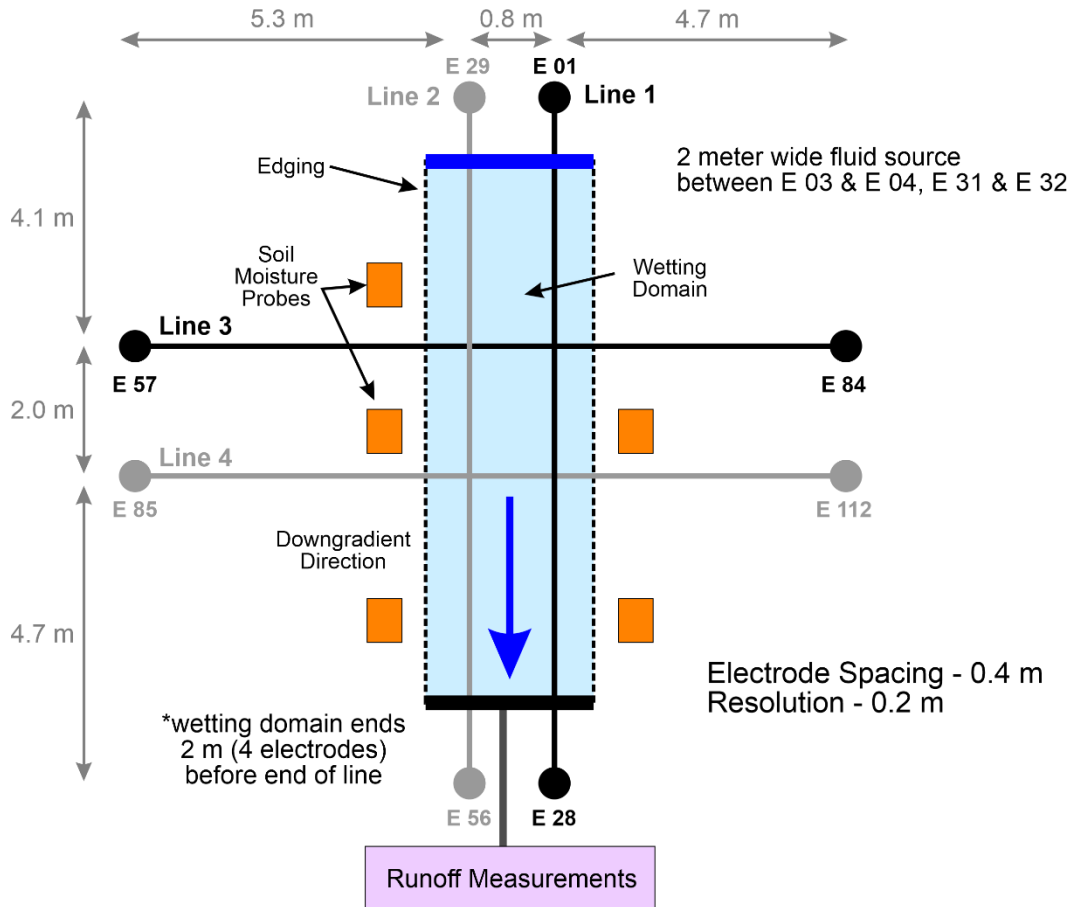 5.3 m
0.8 m
4.7 m
E 29
E 01
Line 2
Line 1
Edging
2 meter wide fluid source
between E 03 & E 04, E 31 & E 32
4.1 m
Soil
Moisture
Probes
Wetting
Domain
Line 3
E 57
E 84
2.0 m
Line 4
E 85
E 112
Downgradient
Direction
4.7 m
Electrode Spacing - 0.4 m
Resolution - 0.2 m
*wetting domain ends
2 m (4 electrodes)
before end of line
E 56
E 28
Runoff Measurements